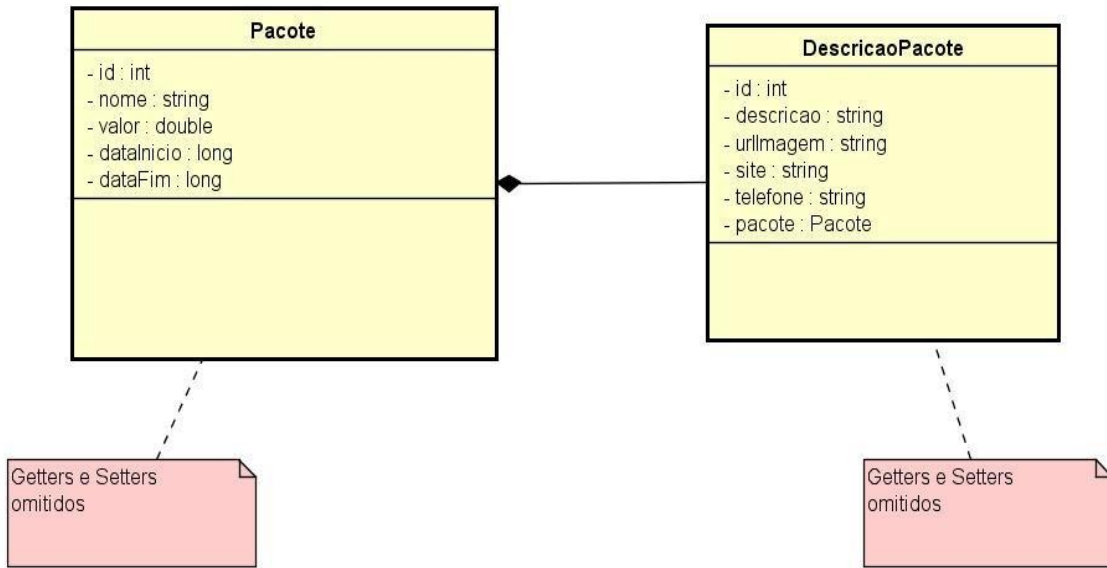 Pacote
- id : int
- nome : string
- valor : double
- dataInicio : long
- dataFim : long
DescricaoPacote
- id : int
- descricao : string
- urlImagem : string
- site : string
- telefone : string
- pacote : Pacote
Getters e Setters
omitidos
Getters e Setters
omitidos